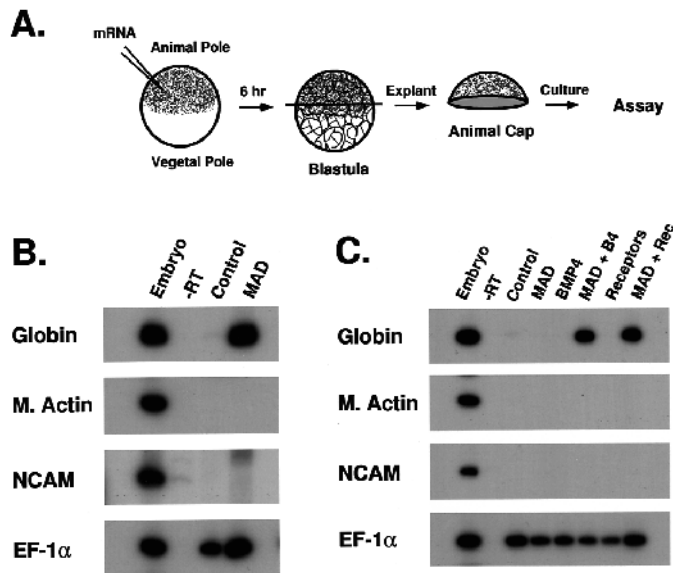 A.
mRNA
Animal Pole
Vegetal Pole
6 hr
Blastula
Explant
Animal Cap
Culture
Assay
B.
Embryo
-RT
Control
MAD
Globin
M. Actin
NCAM
EF-1α
C.
Embryo
-RT
Control
MAD
BMP4
MAD + B4
Receptors
MAD + Rec
Globin
M. Actin
NCAM
EF-1α